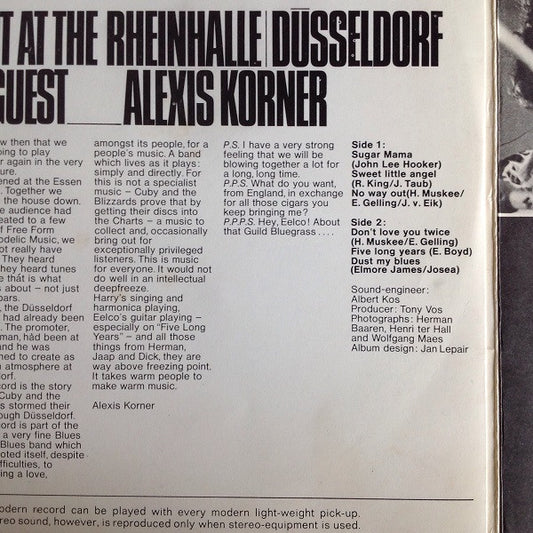 T AT THE RHEINHALLE | DÜSSELDORF
GUEST ALEXIS KORNER
w then that we
ing to play
r again in the very
ure.
ened at the Essen
. Together we
the house down.
e audience had
eated to a few
of Free Form
odelic Music, we
ot really have
They heard
they heard tunes
e that is what
s about – not just
bars.
, the Düsseldorf
had already been
. The promoter,
man, had been at
and he was
ned to create as
n atmosphere at
orf.
cord is the story
Cuby and the
s stormed their
ough Düsseldorf.
ord is part of the
a very fine Blues
Blues band which
oted itself, despite
fficulties, to
ing a love,
amongst its people, for a
people's music. A band
which lives as it plays:
simply and directly. For
this is not a specialist
music – Cuby and the
Blizzards prove that by
getting their discs into
the Charts – a music to
collect and, occasionally
bring out for
exceptionally privileged
listeners. This is music
for everyone. It would not
do well in an intellectual
deepfreeze.
Harry's singing and
harmonica playing,
Eelco's guitar playing –
especially on "Five Long
Years" – and all those
things from Herman,
Jaap and Dick, they are
way above freezing point.
It takes warm people to
make warm music.
Alexis Korner
P.S. I have a very strong
feeling that we will be
blowing together a lot for
a long, long time.
P.P.S. What do you want,
from England, in exchange
for all those cigars you
keep bringing me?
P.P.P.S. Hey, Eelco! About
that Guild Bluegrass . . . .
Side 1:
Sugar Mama
(John Lee Hooker)
Sweet little angel
(R. King/J. Taub)
No way out(H. Muskee/
E. Gelling/J. v. Eik)
Side 2:
Don't love you twice
(H. Muskee/E. Gelling)
Five long years (E. Boyd)
Dust my blues
(Elmore James/Josea)
Sound-engineer:
Albert Kos
Producer: Tony Vos
Photographs: Herman
Baaren, Henri ter Hall
and Wolfgang Maes
Album design: Jan Lepair
odern record can be played with every modern light-weight pick-up.
reo sound, however, is reproduced only when stereo-equipment is used.